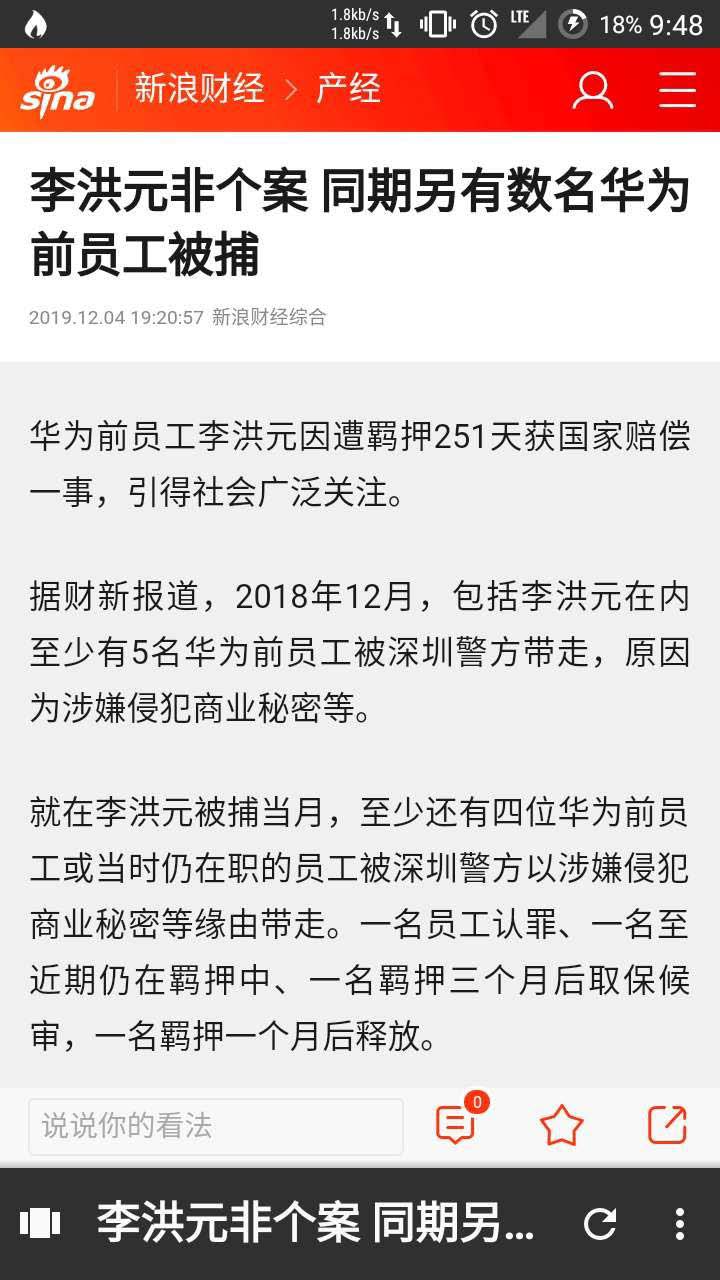 1.8kb/s
1.8kb/s
LTE
18% 9:48
sina
新浪财经 > 产经
李洪元非个案 同期另有数名华为
前员工被捕
2019.12.04 19:20:57 新浪财经综合
华为前员工李洪元因遭羁押251天获国家赔偿
一事，引得社会广泛关注。
据财新报道，2018年12月，包括李洪元在内
至少有5名华为前员工被深圳警方带走，原因
为涉嫌侵犯商业秘密等。
就在李洪元被捕当月，至少还有四位华为前员
工或当时仍在职的员工被深圳警方以涉嫌侵犯
商业秘密等缘由带走。一名员工认罪、一名至
近期仍在羁押中、一名羁押三个月后取保候
审，一名羁押一个月后释放。
说说你的看法
0
李洪元非个案 同期另...